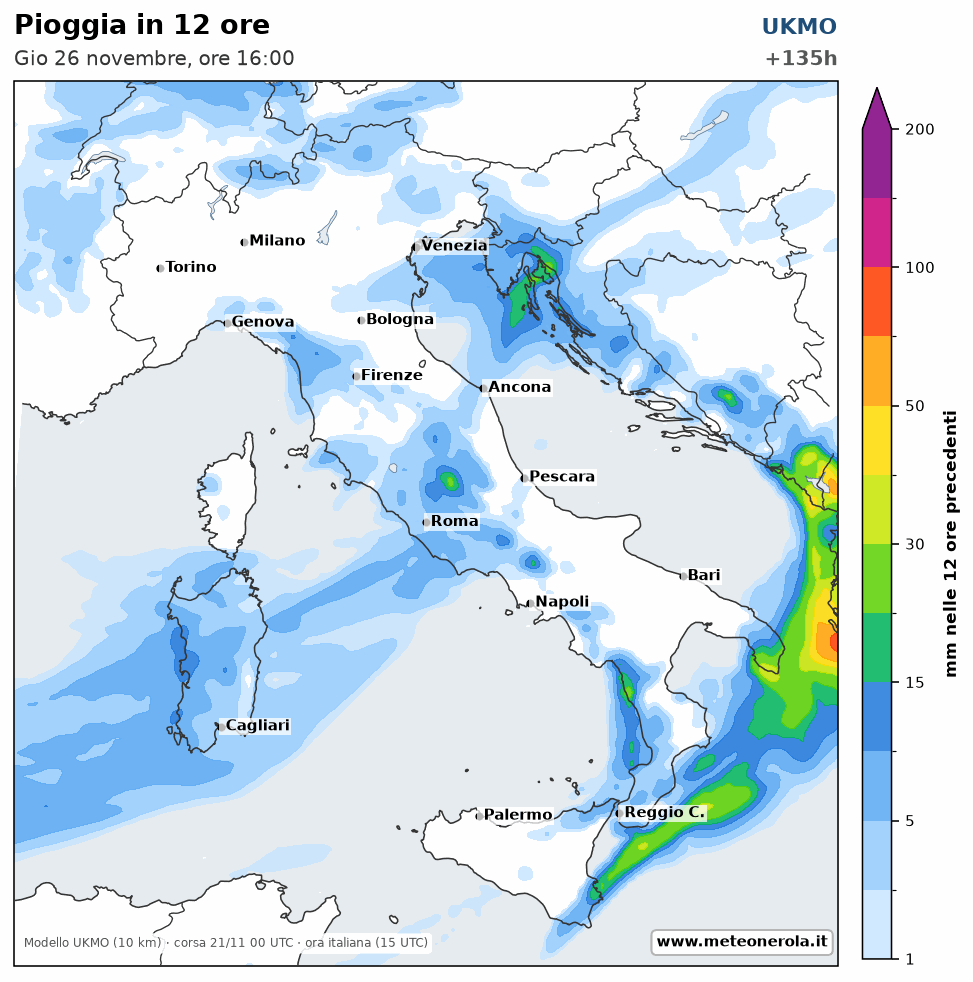 Pioggia in 12 ore
UKMO
Gio 26 novembre, ore 16:00
+135h
200
100
50
30
15
5
1
mm nelle 12 ore precedenti
Milano
Venezia
Torino
Genova
Bologna
Firenze
Ancona
Pescara
Roma
Bari
Napoli
Cagliari
Palermo
Reggio C.
Modello UKMO (10 km) · corsa 21/11 00 UTC · ora italiana (15 UTC)
www.meteonerola.it